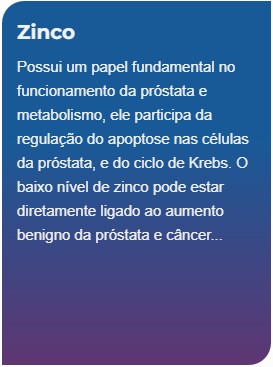 Zinco
Possui um papel fundamental no
funcionamento da próstata e
metabolismo, ele participa da
regulação do apoptose nas células
da próstata, e do ciclo de Krebs. O
baixo nível de zinco pode estar
diretamente ligado ao aumento
benigno da próstata e câncer...